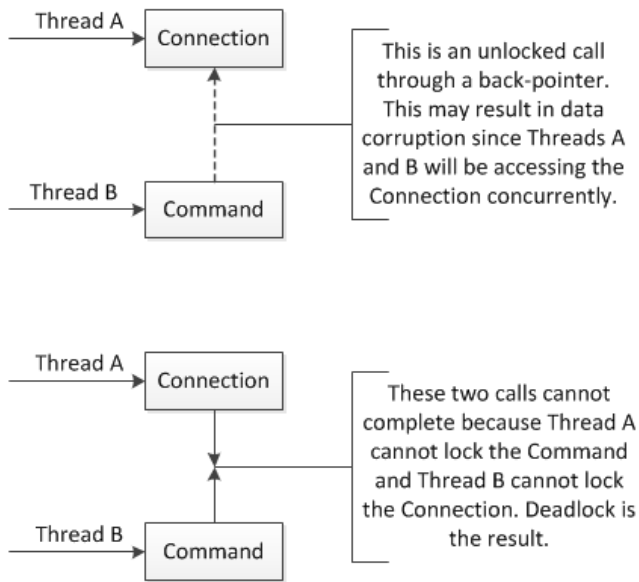 Thread A
Connection
This is an unlocked call
through a back-pointer.
This may result in data
corruption since Threads A
and B will be accessing the
Connection concurrently.
Thread B
Command
Thread A
Connection
These two calls cannot
complete because Thread A
cannot lock the Command
and Thread B cannot lock
the Connection. Deadlock is
the result.
Thread B
Command